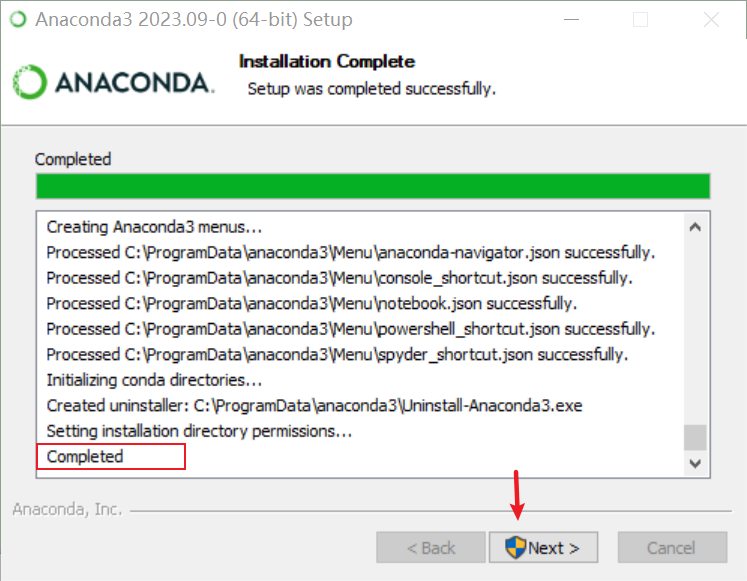 Anaconda3 2023.09-0 (64-bit) Setup
ANACONDA.
Installation Complete
Setup was completed successfully.
Completed
Creating Anaconda3 menus...
Processed C:\ProgramData\anaconda3\Menu\anaconda-navigator.json successfully.
Processed C:\ProgramData\anaconda3\Menu\console_shortcut.json successfully.
Processed C:\ProgramData\anaconda3\Menu\notebook.json successfully.
Processed C:\ProgramData\anaconda3\Menu\powershell_shortcut.json successfully.
Processed C:\ProgramData\anaconda3\Menu\spyder_shortcut.json successfully.
Initializing conda directories...
Created uninstaller: C:\ProgramData\anaconda3\Uninstall-Anaconda3.exe
Setting installation directory permissions...
Completed
Anaconda, Inc.
< Back
Next >
Cancel